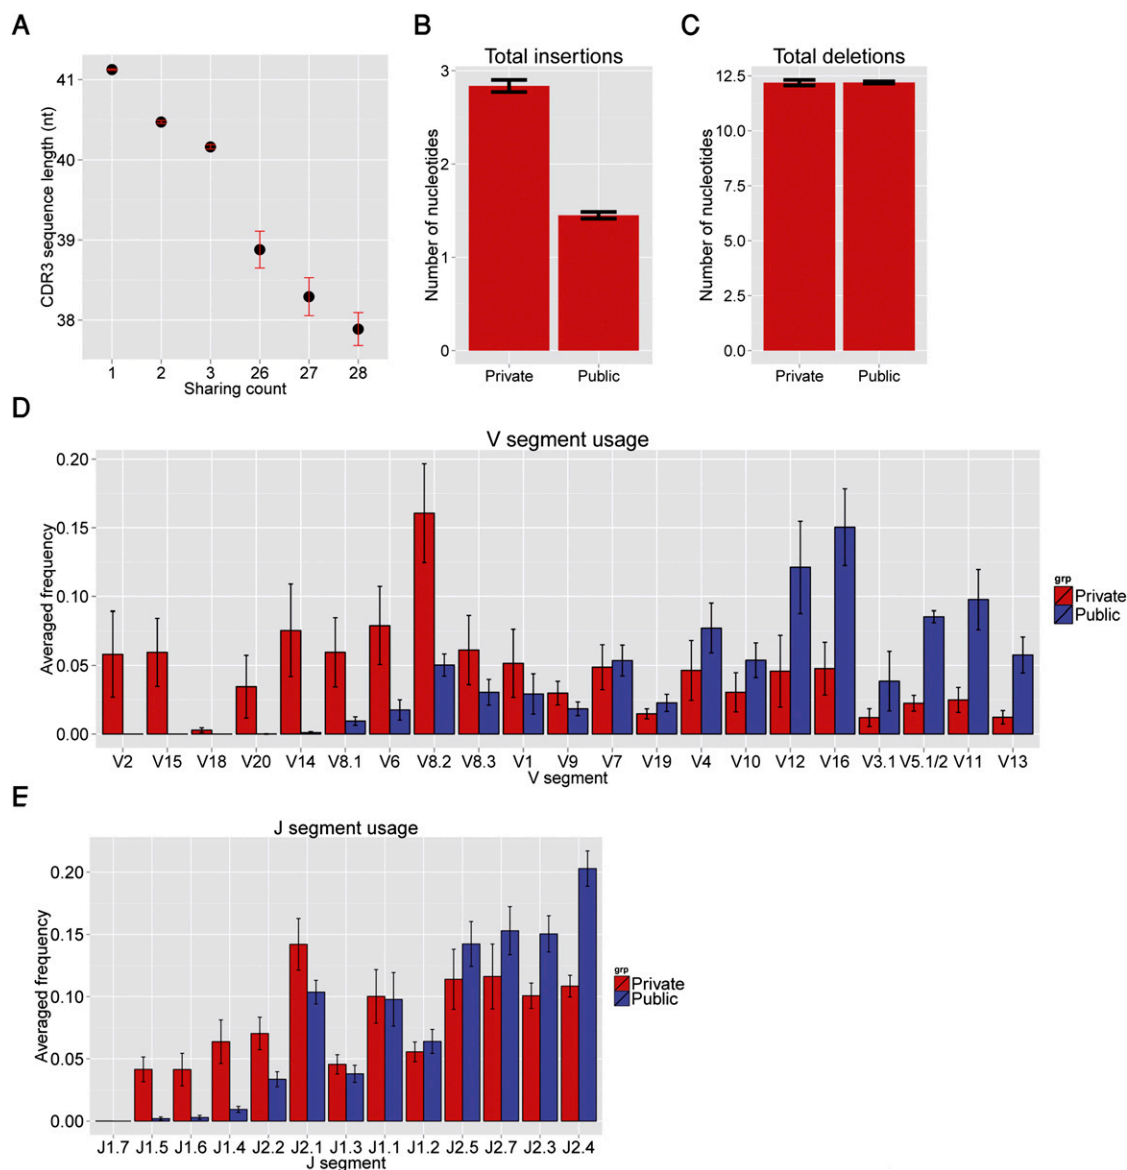 A
B
C
CDR3 sequence length (nt)
41
40
39
38
1 2 3 26 27 28
Sharing count
Total insertions
Number of nucleotides
3
2
1
0
Private Public
Total deletions
Number of nucleotides
12.5
10.0
7.5
5.0
2.5
0.0
Private Public
D
V segment usage
Averaged frequency
0.20
0.15
0.10
0.05
0.00
V2 V15 V18 V20 V14 V8.1 V6 V8.2 V8.3 V1 V9 V7 V19 V4 V10 V12 V16 V3.1 V5.1/2 V11 V13
V segment
grp
Private
Public
E
J segment usage
Averaged frequency
0.20
0.15
0.10
0.05
0.00
J1.7 J1.5 J1.6 J1.4 J2.2 J2.1 J1.3 J1.1 J1.2 J2.5 J2.7 J2.3 J2.4
J segment
grp
Private
Public